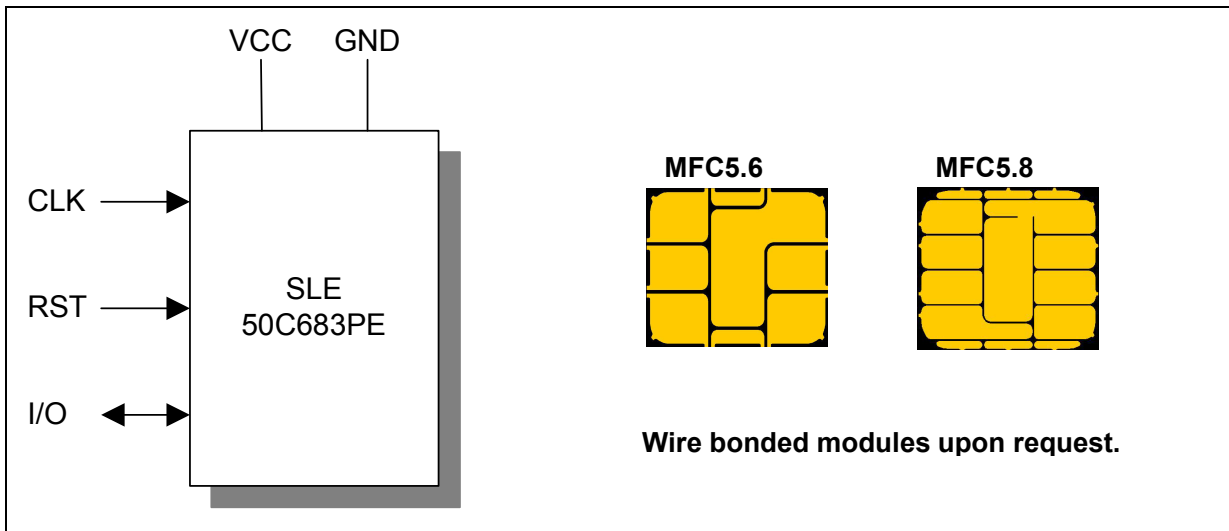 VCC GND
CLK
RST
I/O
SLE
50C683PE
MFC5.6 MFC5.8
Wire bonded modules upon request.